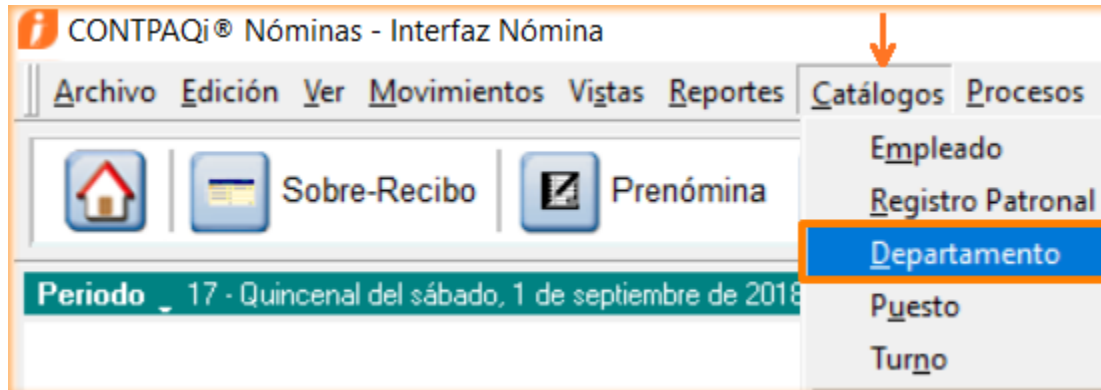 CONTPAQi® Nóminas - Interfaz Nómina
Archivo Edición Ver Movimientos Vistas Reportes Catálogos Procesos
Empleado
Sobre-Recibo Prenómina
Registro Patronal
Departamento
Periodo 17 - Quincenal del sábado, 1 de septiembre de 2018
Puesto
Turno